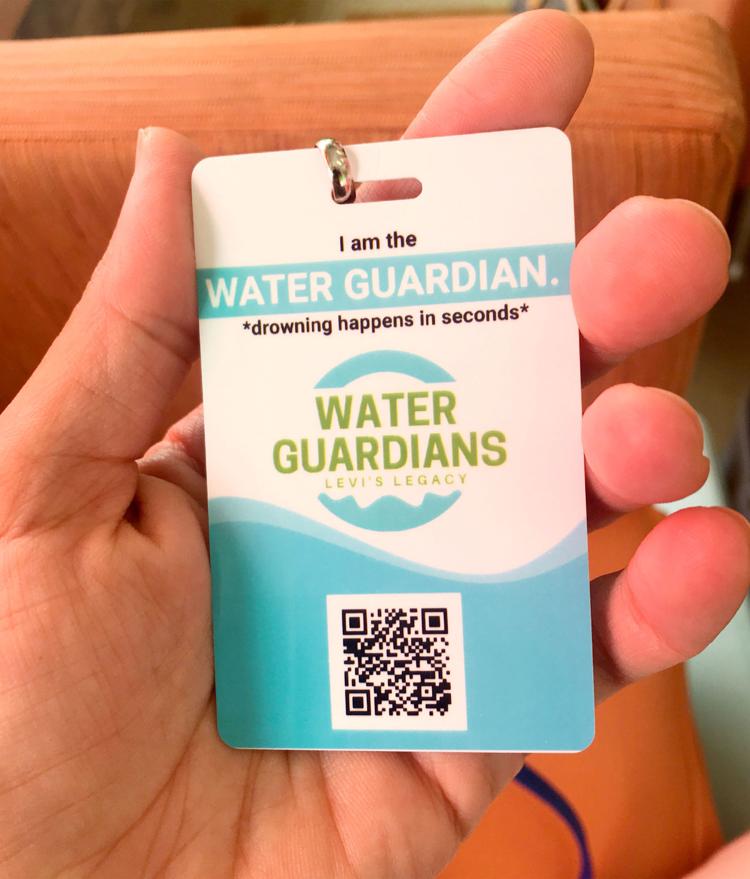 I am the
WATER GUARDIAN.
*drowning happens in seconds*
WATER
GUARDIANS
LEVI'S LEGACY